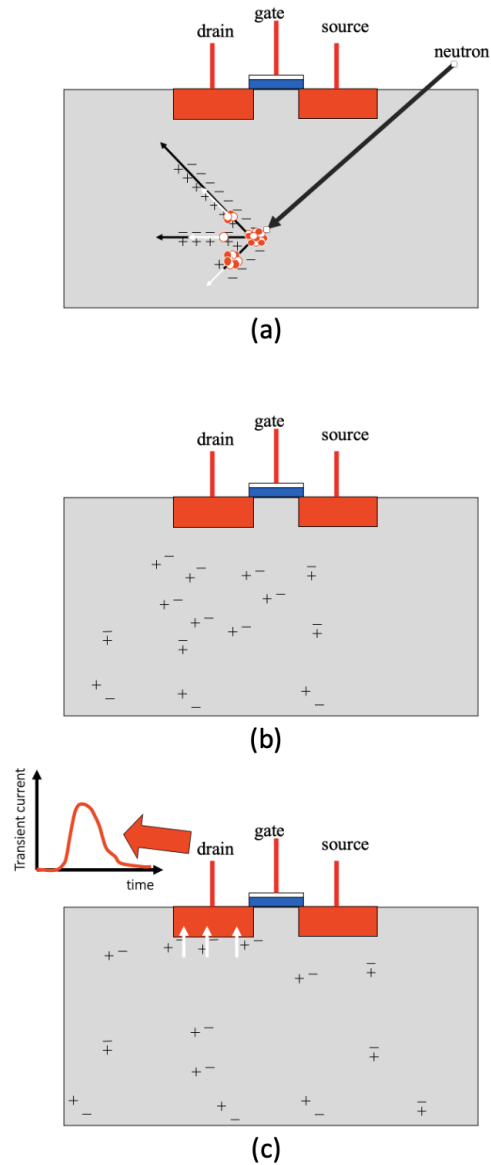 gate
drain
source
neutron
(a)
gate
drain
source
(b)
Transient current
time
gate
drain
source
(c)